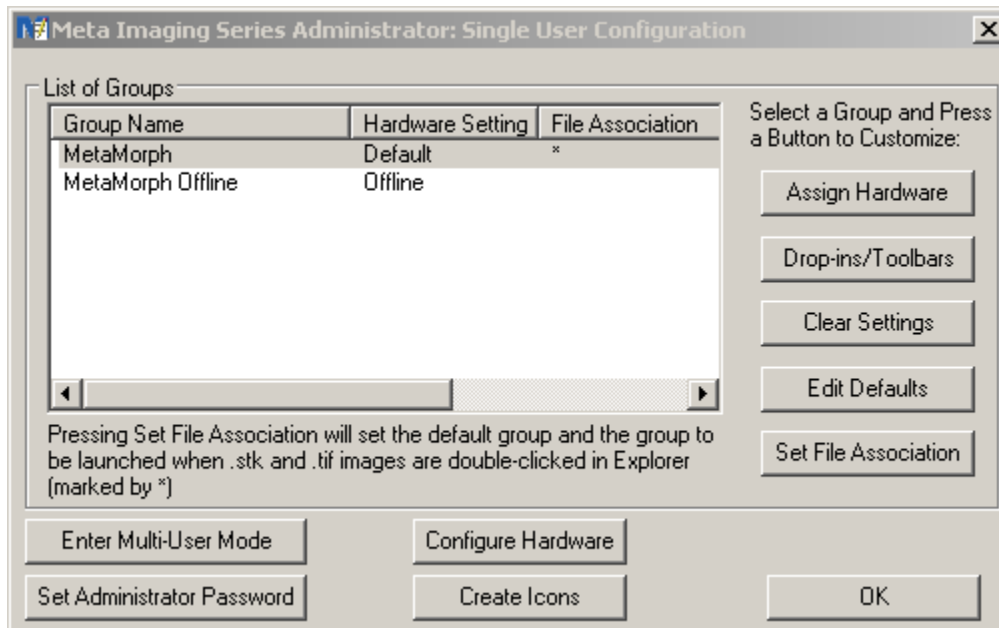 Meta Imaging Series Administrator: Single User Configuration
List of Groups
Group Name Hardware Setting File Association
MetaMorph Default *
MetaMorph Offline Offline
Select a Group and Press
a Button to Customize:
Assign Hardware
Drop-ins/Toolbars
Clear Settings
Edit Defaults
Set File Association
Pressing Set File Association will set the default group and the group to
be launched when .stk and .tif images are double-clicked in Explorer
(marked by *)
Enter Multi-User Mode
Configure Hardware
Set Administrator Password
Create Icons
OK